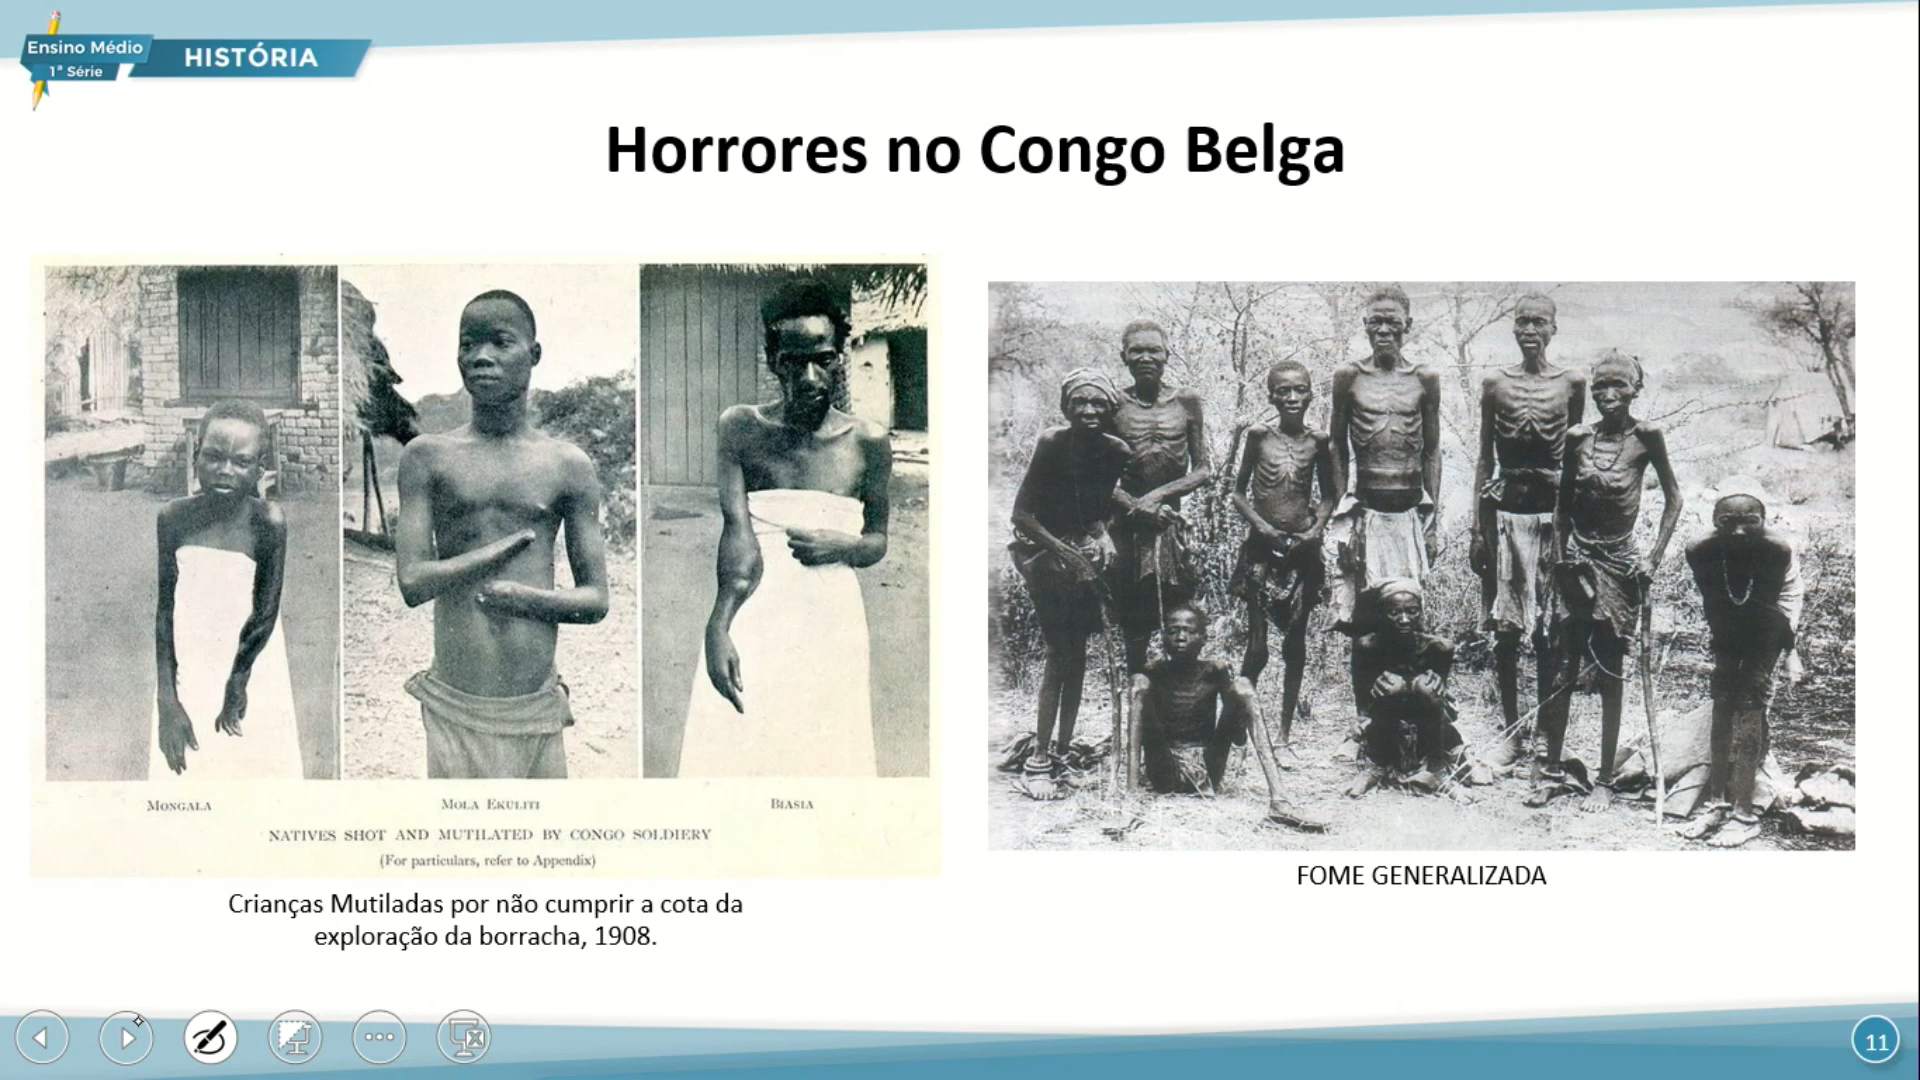 Ensino Médio
1ª Série
HISTÓRIA
Horrores no Congo Belga
MONGALA
MOLA EKULITI
BIASIA
NATIVES SHOT AND MUTILATED BY CONGO SOLDIERY
(For particulars, refer to Appendix)
Crianças Mutiladas por não cumprir a cota da
exploração da borracha, 1908.
FOME GENERALIZADA
11